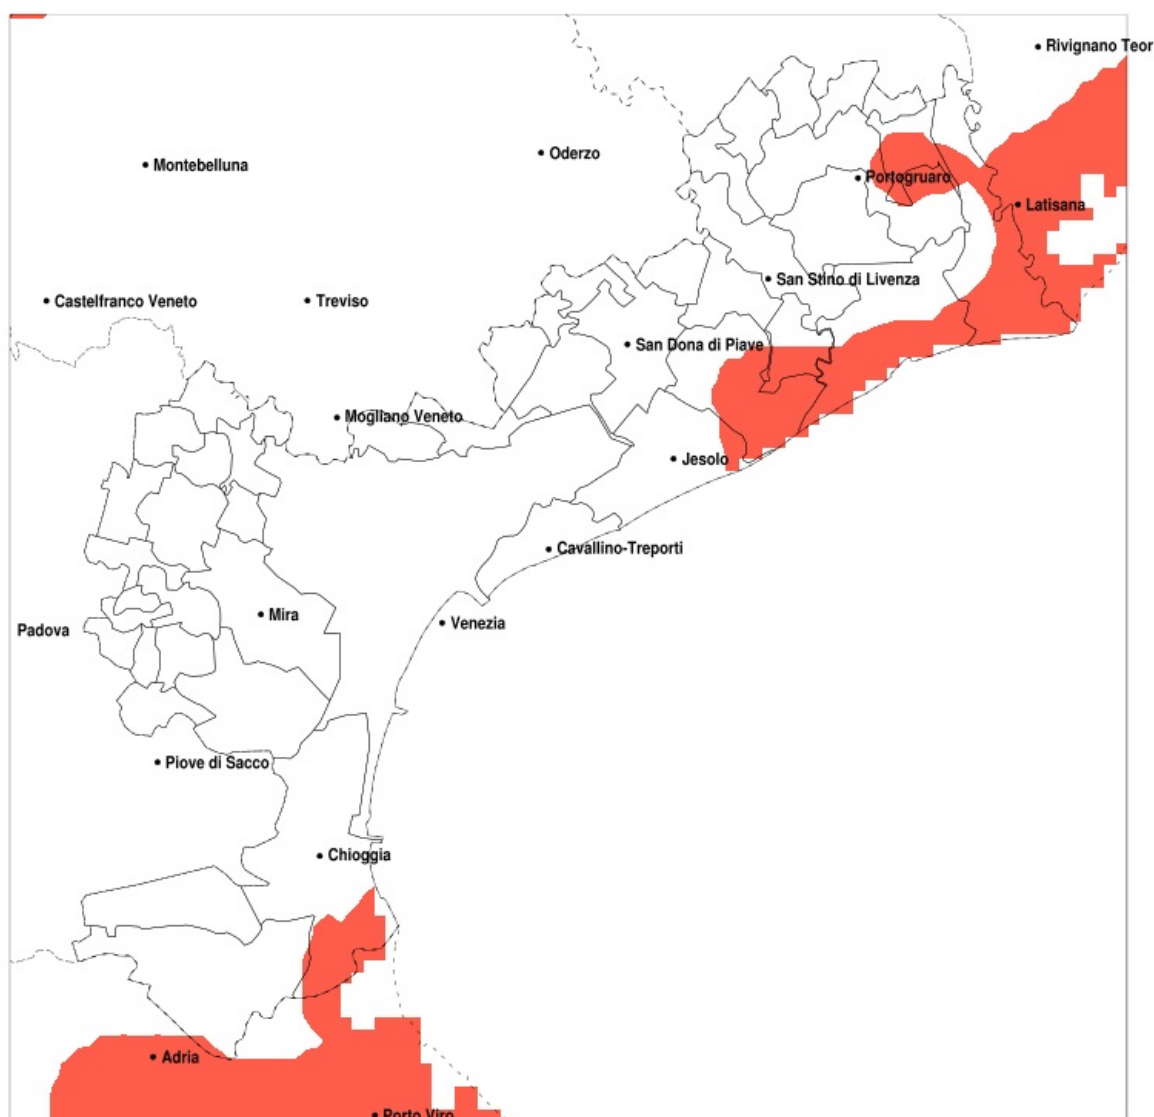 Rivignano Teor
Montebelluna
Oderzo
Portogruaro
Latisana
San Stino di Livenza
Castelfranco Veneto
Treviso
San Dona di Piave
Mogliano Veneto
Jesolo
Cavallino-Treporti
Mira
Venezia
Padova
Piove di Sacco
Chioggia
Adria
Porto Viro